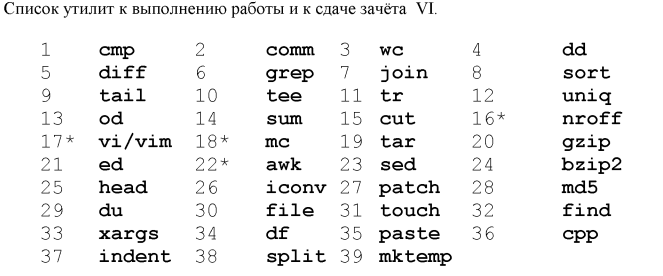 Список утилит к выполнению работы и к сдаче зачёта VI.
1 cmp 2 comm 3 wc 4 dd
5 diff 6 grep 7 join 8 sort
9 tail 10 tee 11 tr 12 uniq
13 od 14 sum 15 cut 16* nroff
17* vi/vim 18* mc 19 tar 20 gzip
21 ed 22* awk 23 sed 24 bzip2
25 head 26 iconv 27 patch 28 md5
29 du 30 file 31 touch 32 find
33 xargs 34 df 35 paste 36 cpp
37 indent 38 split 39 mktemp